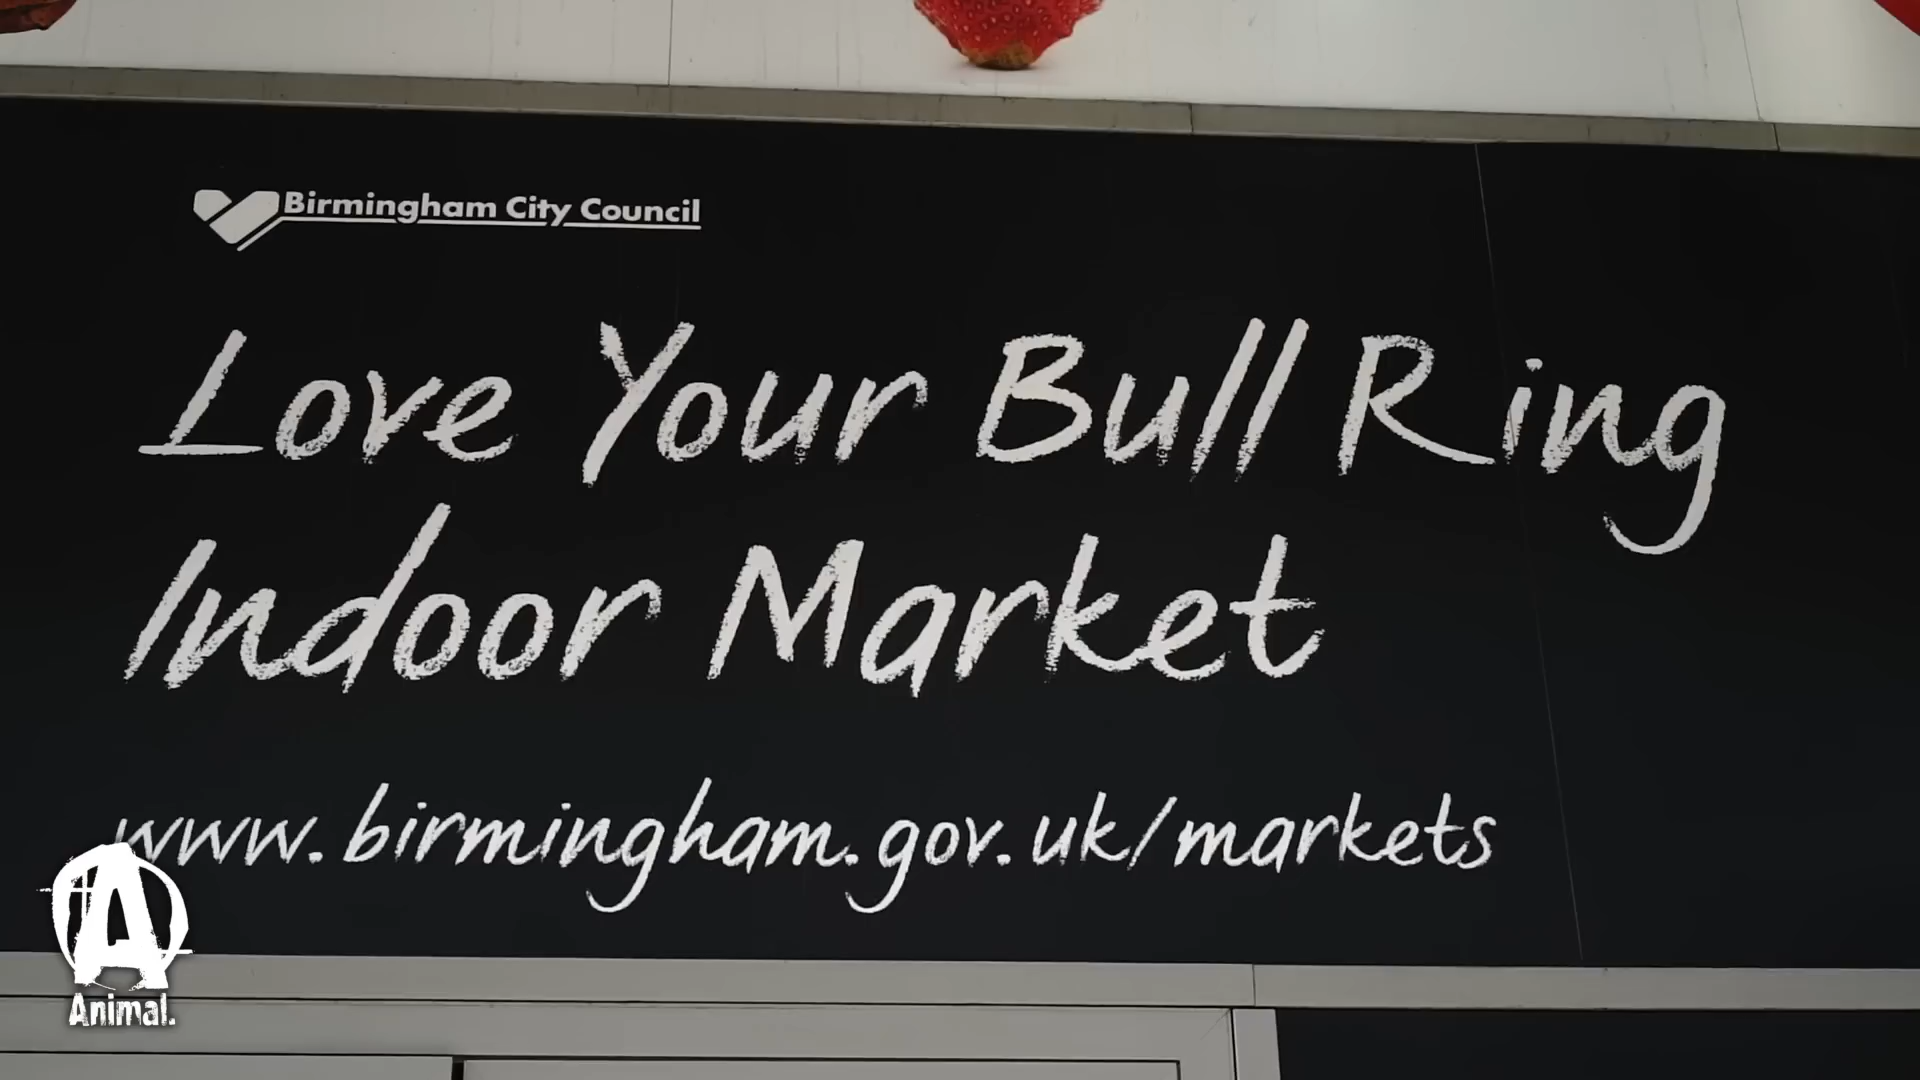 Birmingham City Council
Love Your Bull Ring
Indoor Market
www.birmingham.gov.uk/markets
A
Animal.